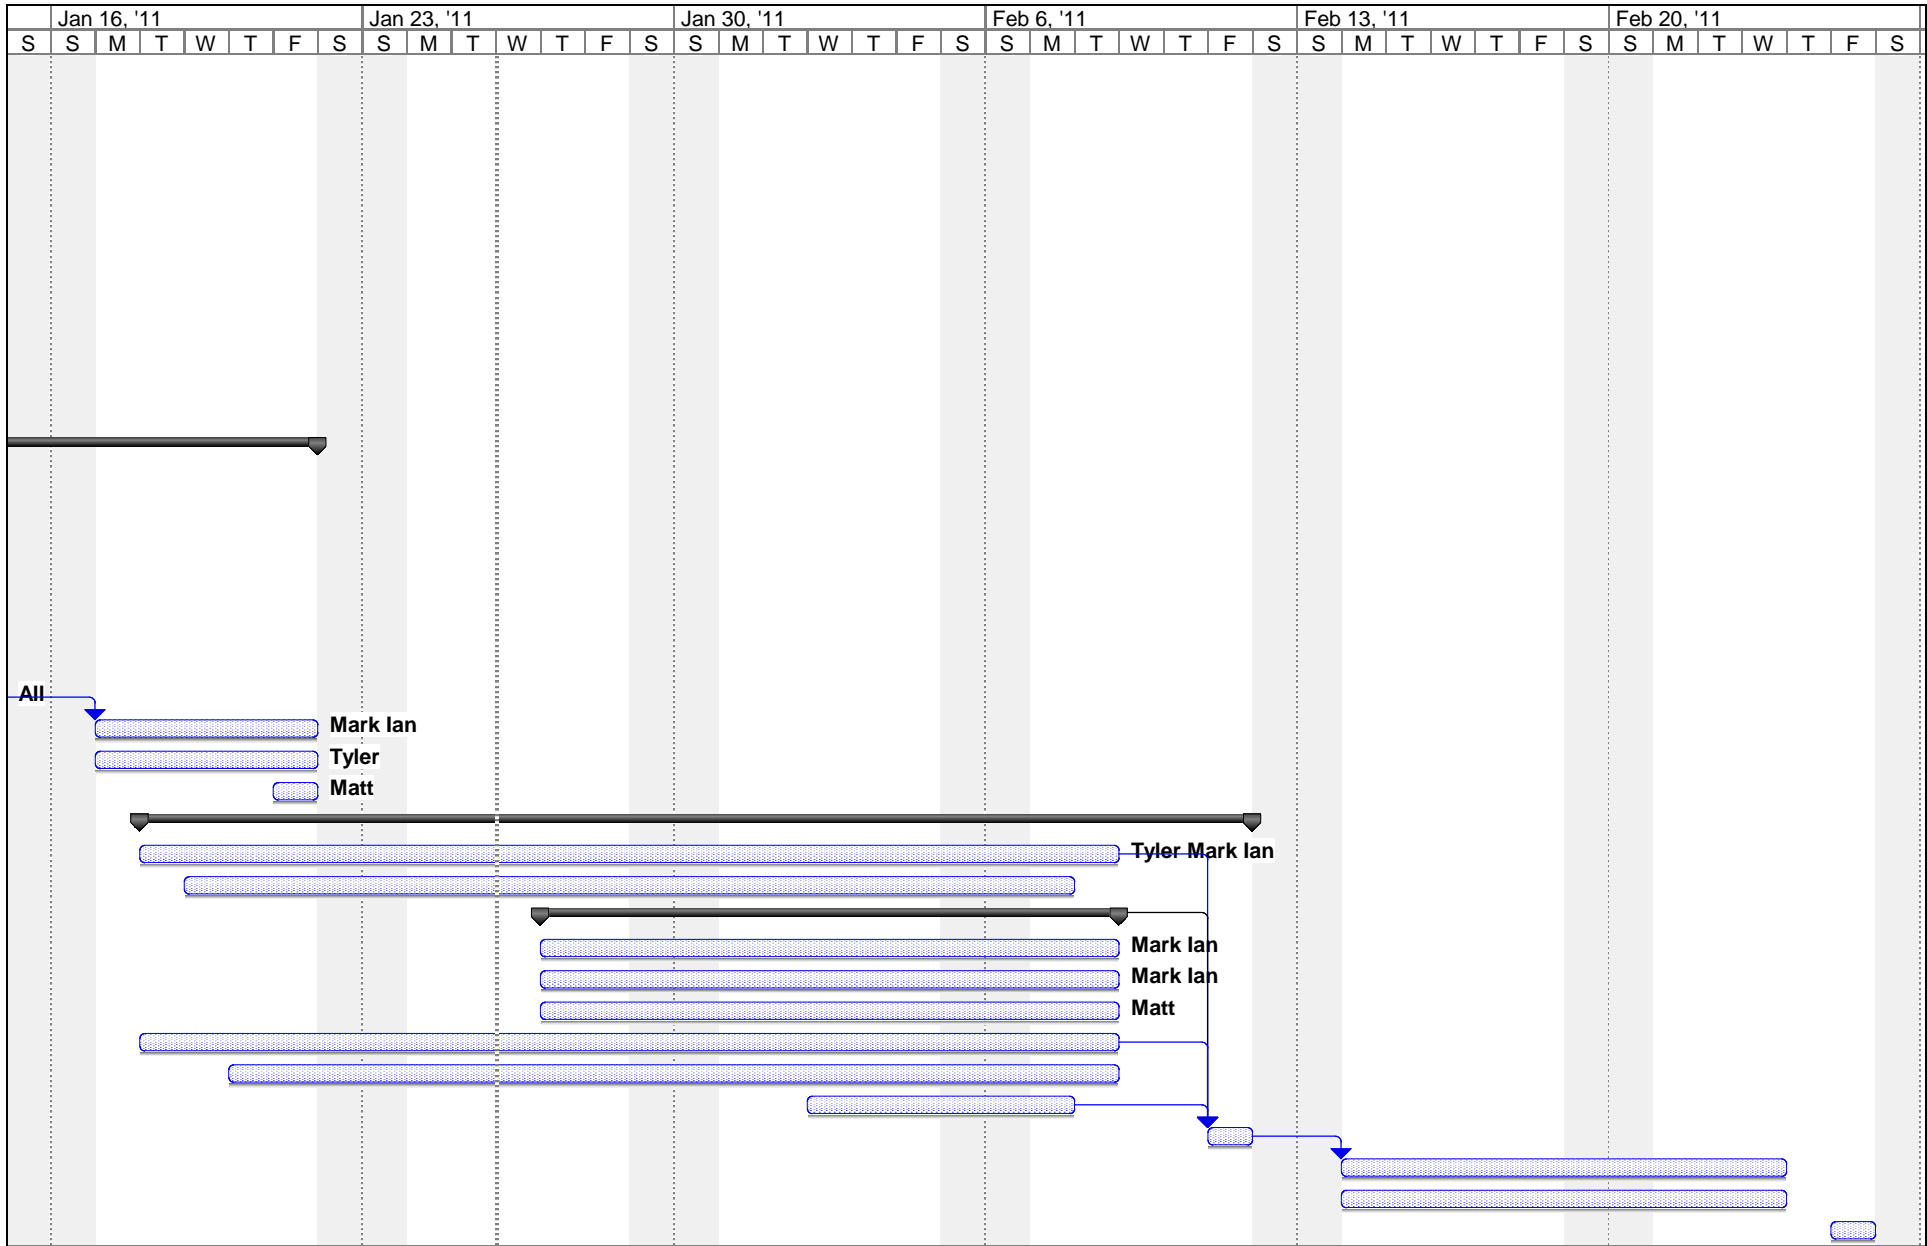 Jan 16, '11 Jan 23, '11 Jan 30, '11 Feb 6, '11 Feb 13, '11 Feb 20, '11
S S M T W T F S S M T W T F S S M T W T F S S M T W T F S S M T W T F S S M T W T F S
All
Mark Ian
Tyler
Matt
Tyler Mark Ian
Mark Ian
Mark Ian
Matt